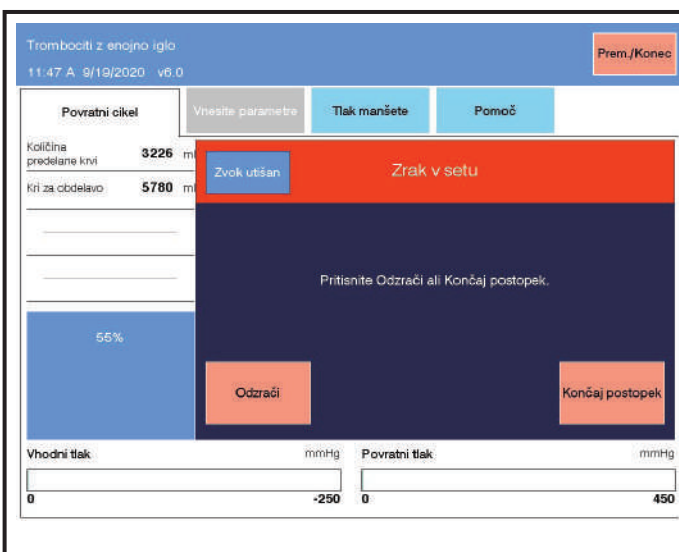 Trombociti z enojno iglo
11:47 A 9/19/2020 v6.0
Prem./Konec
Povratni cikel
Vnesite parametre
Tlak manšete
Pomoč
Količina
predelane krvi 3226 ml
Kri za obdelavo 5780 ml
Zvok utišan
Zrak v setu
Pritisnite Odzrači ali Končaj postopek.
55%
Odzrači
Končaj postopek
Vhodni tlak mmHg
Povratni tlak mmHg
0 -250
0 450